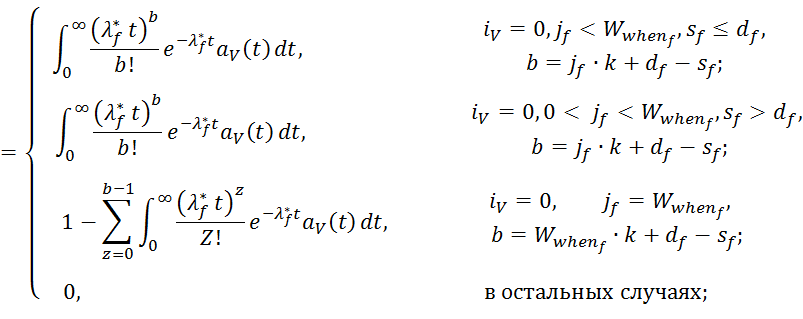 ∫₀^∞ (λ_f^* t)^b / b! e^{-λ_f^* t} a_V(t) dt, i_V = 0, j_f < W_{when_f}, s_f ≤ d_f,
b = j_f · k + d_f − s_f;
∫₀^∞ (λ_f^* t)^b / b! e^{-λ_f^* t} a_V(t) dt, i_V = 0, 0 < j_f < W_{when_f}, s_f > d_f,
b = j_f · k + d_f − s_f;
= { 1 − ∑_{z=0}^{b−1} ∫₀^∞ (λ_f^* t)^z / Z! e^{-λ_f^* t} a_V(t) dt, i_V = 0, j_f = W_{when_f},
b = W_{when_f} · k + d_f − s_f;
0, в остальных случаях;